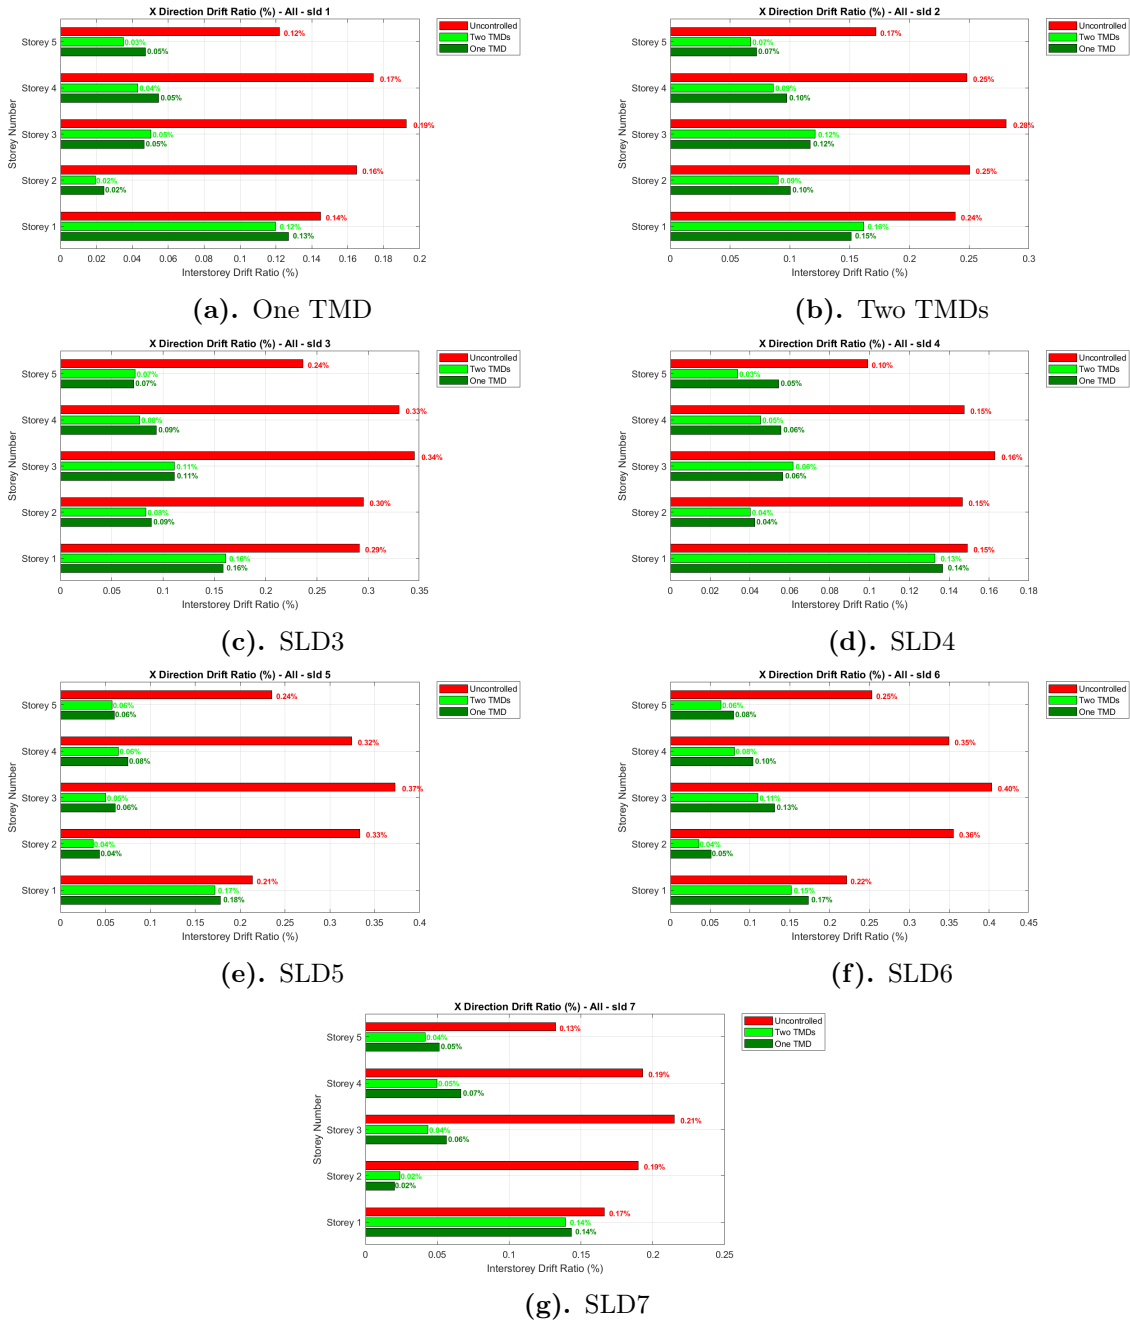 X Direction Drift Ratio (%) - All - sld 1
Uncontrolled
Two TMDs
One TMD
Storey Number
Storey 5
0.12%
0.03%
0.05%
Storey 4
0.17%
0.04%
0.05%
Storey 3
0.19%
0.05%
0.05%
Storey 2
0.16%
0.02%
0.02%
Storey 1
0.14%
0.12%
0.13%
0 0.02 0.04 0.06 0.08 0.1 0.12 0.14 0.16 0.18 0.2
Interstorey Drift Ratio (%)
(a). One TMD
X Direction Drift Ratio (%) - All - sld 2
Uncontrolled
Two TMDs
One TMD
Storey Number
Storey 5
0.17%
0.07%
0.07%
Storey 4
0.25%
0.09%
0.10%
Storey 3
0.28%
0.12%
0.12%
Storey 2
0.25%
0.09%
0.10%
Storey 1
0.24%
0.16%
0.15%
0 0.05 0.1 0.15 0.2 0.25 0.3
Interstorey Drift Ratio (%)
(b). Two TMDs
X Direction Drift Ratio (%) - All - sld 3
Uncontrolled
Two TMDs
One TMD
Storey Number
Storey 5
0.24%
0.07%
0.07%
Storey 4
0.33%
0.08%
0.09%
Storey 3
0.34%
0.11%
0.11%
Storey 2
0.30%
0.08%
0.09%
Storey 1
0.29%
0.16%
0.16%
0 0.05 0.1 0.15 0.2 0.25 0.3 0.35
Interstorey Drift Ratio (%)
(c). SLD3
X Direction Drift Ratio (%) - All - sld 4
Uncontrolled
Two TMDs
One TMD
Storey Number
Storey 5
0.10%
0.03%
0.05%
Storey 4
0.15%
0.05%
0.06%
Storey 3
0.16%
0.06%
0.06%
Storey 2
0.15%
0.04%
0.04%
Storey 1
0.15%
0.13%
0.14%
0 0.02 0.04 0.06 0.08 0.1 0.12 0.14 0.16 0.18
Interstorey Drift Ratio (%)
(d). SLD4
X Direction Drift Ratio (%) - All - sld 5
Uncontrolled
Two TMDs
One TMD
Storey Number
Storey 5
0.24%
0.06%
0.06%
Storey 4
0.32%
0.06%
0.08%
Storey 3
0.37%
0.05%
0.06%
Storey 2
0.33%
0.04%
0.04%
Storey 1
0.21%
0.17%
0.18%
0 0.05 0.1 0.15 0.2 0.25 0.3 0.35 0.4
Interstorey Drift Ratio (%)
(e). SLD5
X Direction Drift Ratio (%) - All - sld 6
Uncontrolled
Two TMDs
One TMD
Storey Number
Storey 5
0.25%
0.06%
0.08%
Storey 4
0.35%
0.08%
0.10%
Storey 3
0.40%
0.11%
0.13%
Storey 2
0.36%
0.04%
0.05%
Storey 1
0.22%
0.15%
0.17%
0 0.05 0.1 0.15 0.2 0.25 0.3 0.35 0.4 0.45
Interstorey Drift Ratio (%)
(f). SLD6
X Direction Drift Ratio (%) - All - sld 7
Uncontrolled
Two TMDs
One TMD
Storey Number
Storey 5
0.13%
0.04%
0.05%
Storey 4
0.19%
0.05%
0.07%
Storey 3
0.21%
0.04%
0.06%
Storey 2
0.19%
0.02%
0.02%
Storey 1
0.17%
0.14%
0.14%
0 0.05 0.1 0.15 0.2 0.25
Interstorey Drift Ratio (%)
(g). SLD7